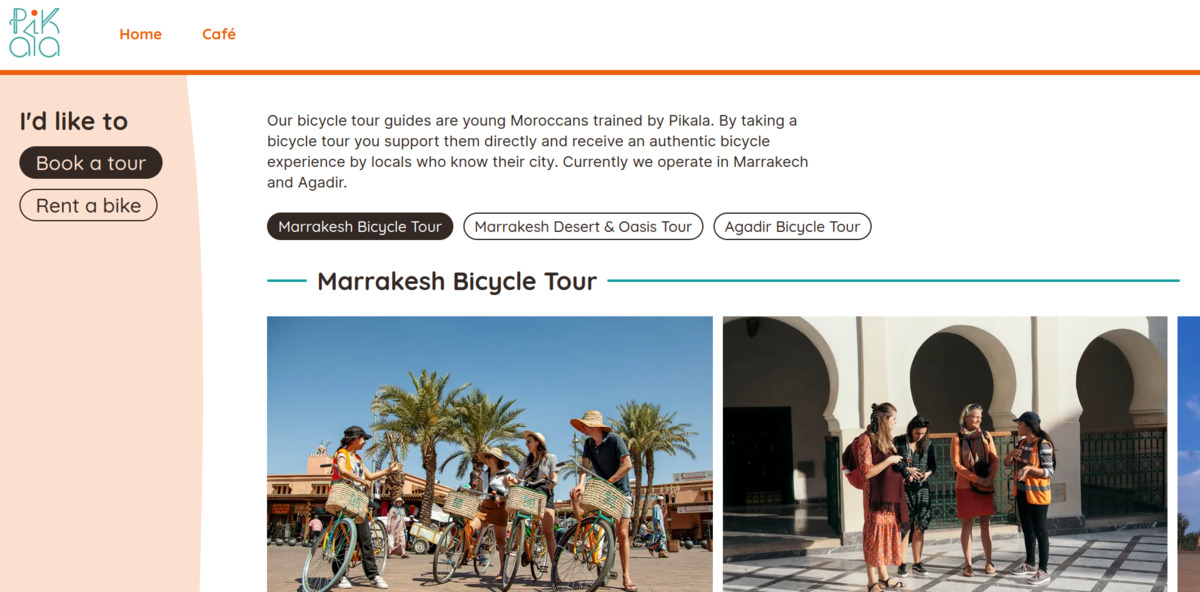 Pikala
Home
Café
I'd like to
Book a tour
Rent a bike
Our bicycle tour guides are young Moroccans trained by Pikala. By taking a
bicycle tour you support them directly and receive an authentic bicycle
experience by locals who know their city. Currently we operate in Marrakech
and Agadir.
Marrakesh Bicycle Tour
Marrakesh Desert & Oasis Tour
Agadir Bicycle Tour
Marrakesh Bicycle Tour